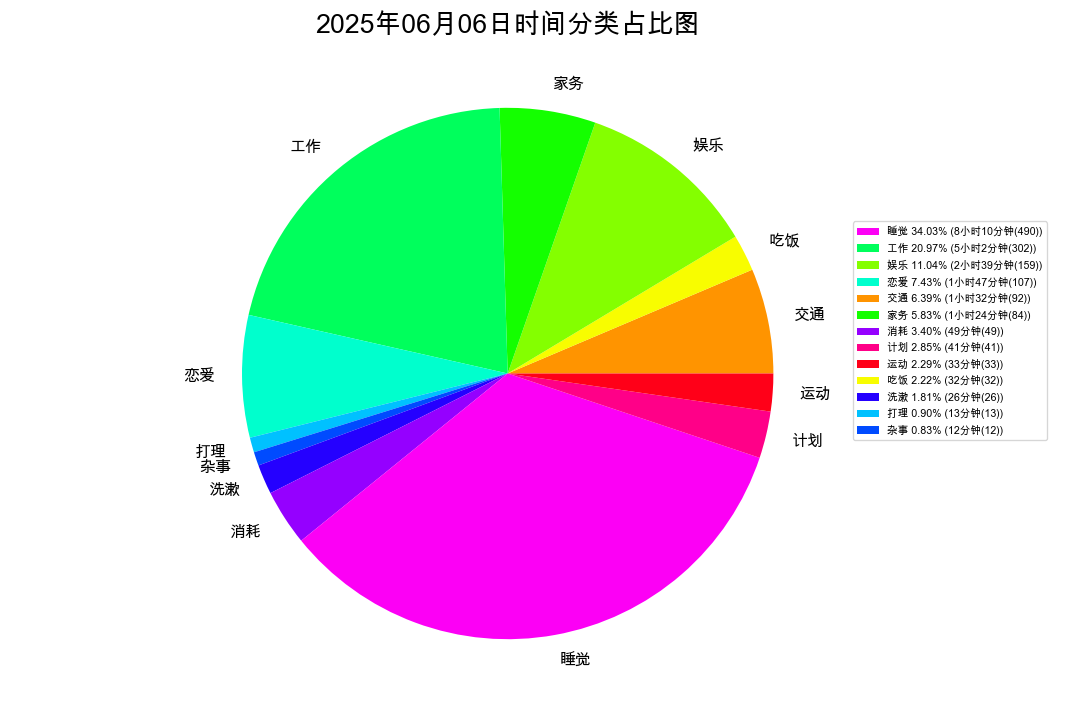 2025年06月06日时间分类占比图
家务
工作
娱乐
吃饭
交通
恋爱
运动
计划
打理
杂事
洗漱
消耗
睡觉
睡觉 34.03% (8小时10分钟(490))
工作 20.97% (5小时2分钟(302))
娱乐 11.04% (2小时39分钟(159))
恋爱 7.43% (1小时47分钟(107))
交通 6.39% (1小时32分钟(92))
家务 5.83% (1小时24分钟(84))
消耗 3.40% (49分钟(49))
计划 2.85% (41分钟(41))
运动 2.29% (33分钟(33))
吃饭 2.22% (32分钟(32))
洗漱 1.81% (26分钟(26))
打理 0.90% (13分钟(13))
杂事 0.83% (12分钟(12))